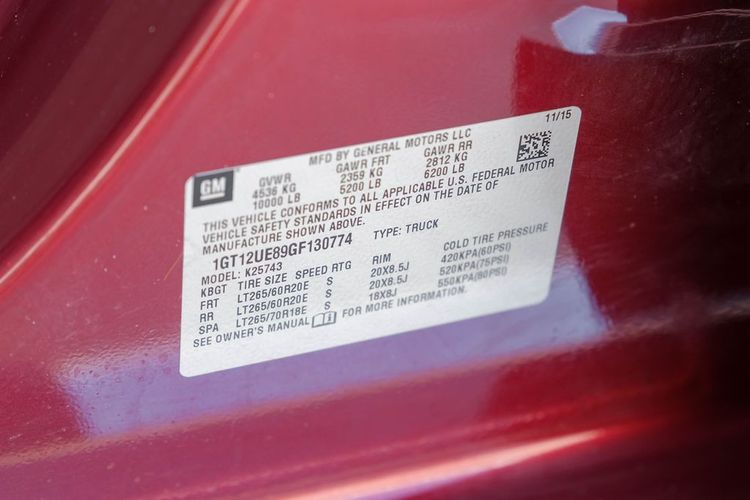 GM
MFD BY GENERAL MOTORS LLC 11/15
GVWR GAWR FRT GAWR RR
4536 KG 2359 KG 2812 KG
10000 LB 5200 LB 6200 LB
THIS VEHICLE CONFORMS TO ALL APPLICABLE U.S. FEDERAL MOTOR
VEHICLE SAFETY STANDARDS IN EFFECT ON THE DATE OF
MANUFACTURE SHOWN ABOVE.
1GT12UE89GF130774 TYPE: TRUCK
MODEL: K25743
KBGT TIRE SIZE SPEED RTG RIM COLD TIRE PRESSURE
FRT LT265/60R20E S 20X8.5J 420KPA(60PSI)
RR LT265/60R20E S 20X8.5J 520KPA(75PSI)
SPA LT265/70R18E S 18X8J 550KPA(80PSI)
SEE OWNER'S MANUAL FOR MORE INFORMATION.